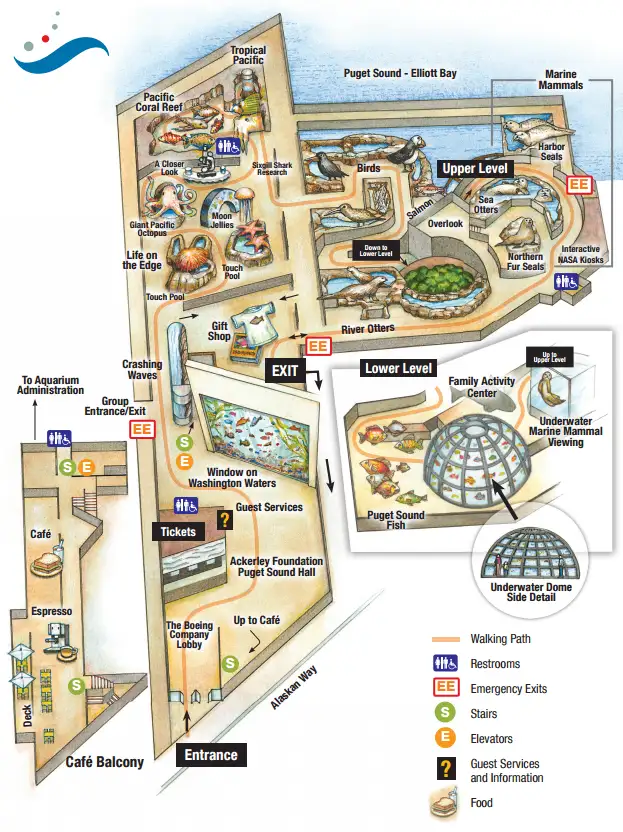 Tropical
Pacific
Puget Sound - Elliott Bay
Marine
Mammals
Pacific
Coral Reef
Harbor
Seals
A Closer
Look
Sixgill Shark
Research
Birds
Upper Level
EE
Sea
Otters
Salmon
Giant Pacific
Octopus
Moon
Jellies
Overlook
Down to
Lower Level
Life on
the Edge
Touch
Pool
Northern
Fur Seals
Interactive
NASA Kiosks
Touch Pool
Gift
Shop
River Otters
EE
Crashing
Waves
EXIT
Lower Level
Up to
Upper Level
Family Activity
Center
To Aquarium
Administration
Group
Entrance/Exit
EE
Underwater
Marine Mammal
Viewing
S
E
S
E
Window on
Washington Waters
Puget Sound
Fish
Guest Services
?
Tickets
Café
Ackerley Foundation
Puget Sound Hall
Underwater Dome
Side Detail
Espresso
The Boeing
Company
Lobby
Up to Café
S
S
Deck
Alaskan Way
Café Balcony
Entrance
Walking Path
Restrooms
EE
Emergency Exits
S
Stairs
E
Elevators
?
Guest Services
and Information
Food